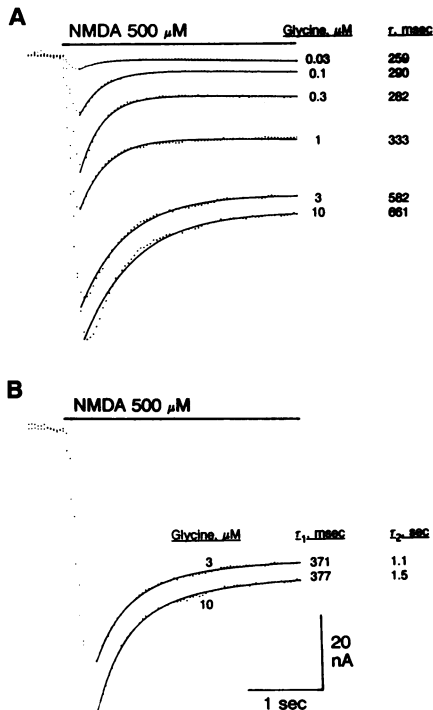 A
NMDA 500 μM
Glycine, μM
τ, msec
0.03 259
0.1 290
0.3 282
1 333
3 582
10 661
B
NMDA 500 μM
Glycine, μM
τ1, msec
τ2, sec
3 371 1.1
377 1.5
10
20
nA
1 sec